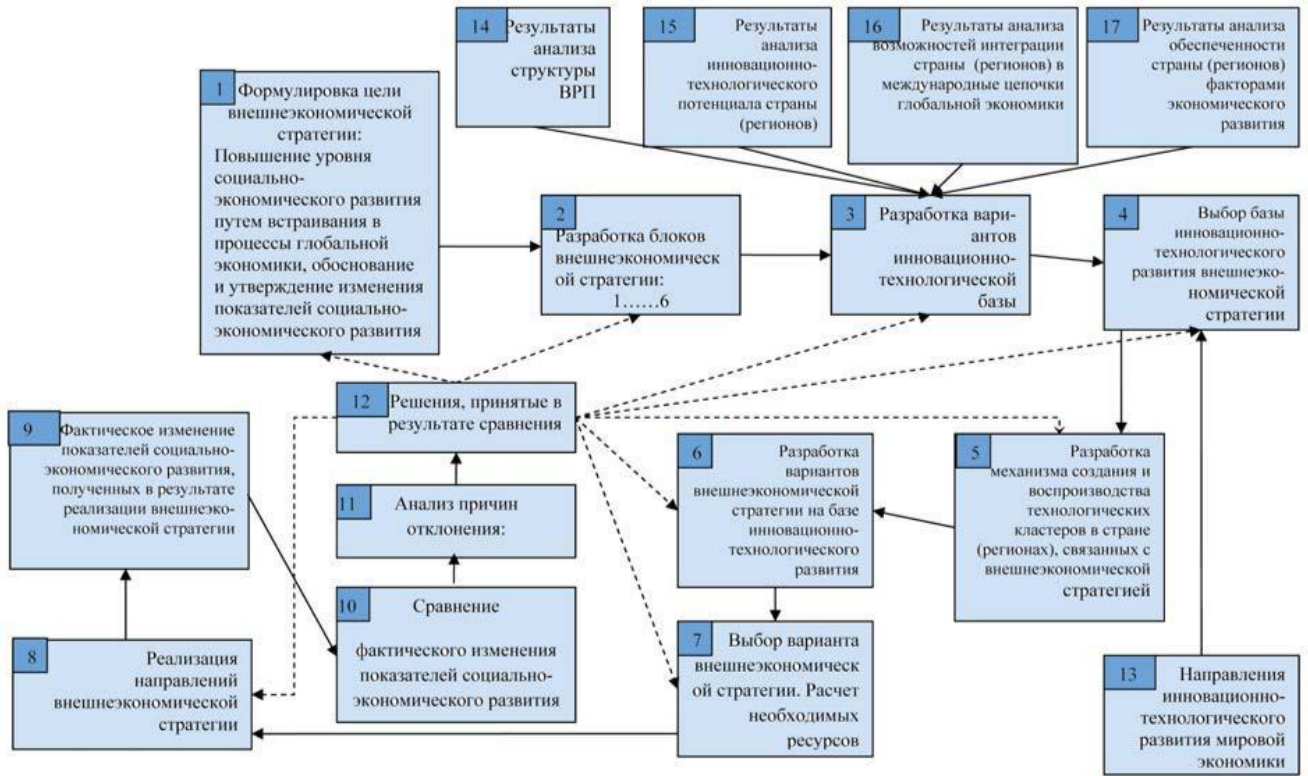 14 Результаты
анализа
структуры
ВРП
15 Результаты
анализа
инновационно-
технологического
потенциала страны
(регионов)
16 Результаты анализа
возможностей интеграции
страны (регионов) в
международные цепочки
глобальной экономики
17 Результаты анализа
обеспеченности
страны (регионов)
факторами
экономического
развития
1 Формулировка цели
внешнеэкономической
стратегии:
Повышение уровня
социально-
экономического развития
путем встраивания в
процессы глобальной
экономики, обоснование
и утверждение изменения
показателей социально-
экономического развития
2
Разработка блоков
внешнеэкономическ
ой стратегии:
1……6
3 Разработка вари-
антов
инновационно-
технологической
базы
4 Выбор базы
инновационно-
технологического
развития внешнеэко-
номической
стратегии
12 Решения, принятые в
результате сравнения
9 Фактическое изменение
показателей социально-
экономического развития,
полученных в результате
реализации внешнеэко-
номической стратегии
11 Анализ причин
отклонения:
6 Разработка
вариантов
внешнеэкономической
стратегии на базе
инновационно-
технологического
развития
5 Разработка
механизма создания и
воспроизводства
технологических
кластеров в стране
(регионах), связанных с
внешнеэкономической
стратегией
10 Сравнение
фактического изменения
показателей социально-
экономического развития
8 Реализация
направлений
внешнеэкономической
стратегии
7 Выбор варианта
внешнеэкономическ
ой стратегии. Расчет
необходимых
ресурсов
13 Направления
инновационно-
технологического
развития мировой
экономики